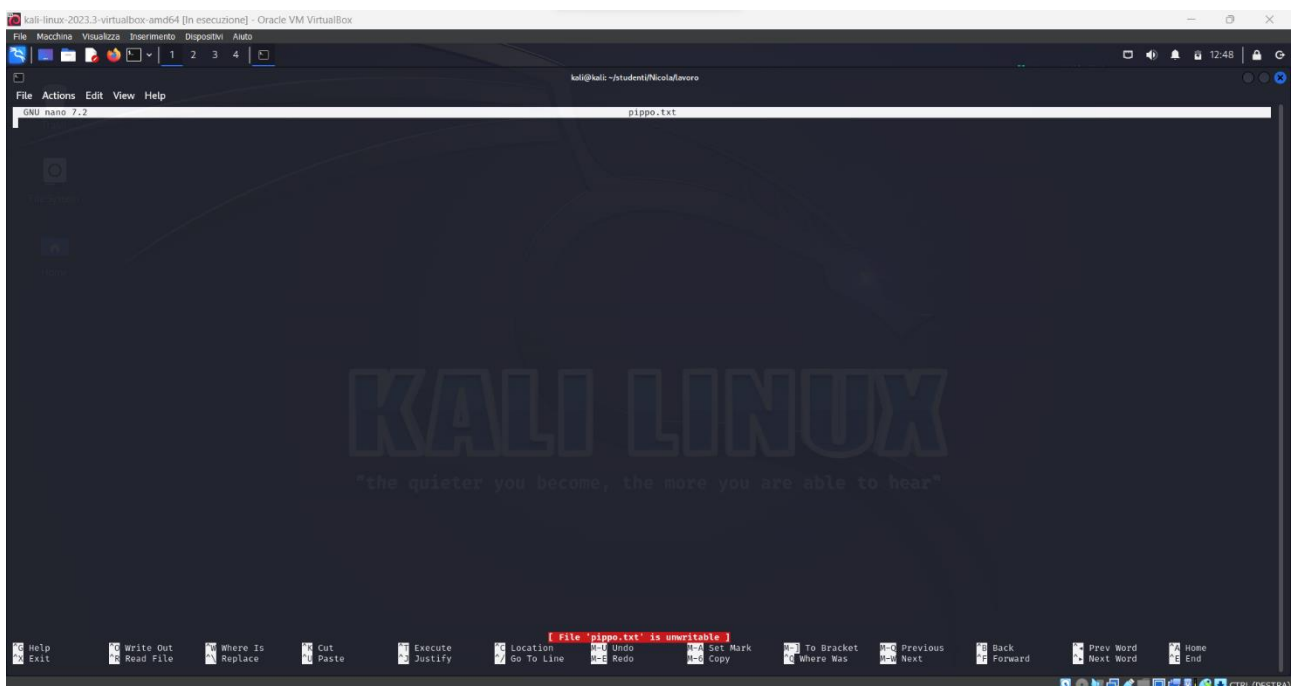 kali-linux-2023.3-virtualbox-amd64 [In esecuzione] - Oracle VM VirtualBox
File Macchina Visualizza Inserimento Dispositivi Aiuto
1 2 3 4 12:48
kali@kali: ~/studenti/Nicola/lavoro
File Actions Edit View Help
GNU nano 7.2 pippo.txt
KALI LINUX
"the quieter you become, the more you are able to hear"
[ File 'pippo.txt' is unwritable ]
^G Help ^O Write Out ^W Where Is ^K Cut ^T Execute ^C Location M-U Undo M-A Set Mark M-] To Bracket M-Q Previous ^B Back ^◂ Prev Word ^A Home
^X Exit ^R Read File ^\ Replace ^U Paste ^J Justify ^/ Go To Line M-E Redo M-6 Copy ^Q Where Was M-W Next ^F Forward ^▸ Next Word ^E End
CTRL (DESTRA)